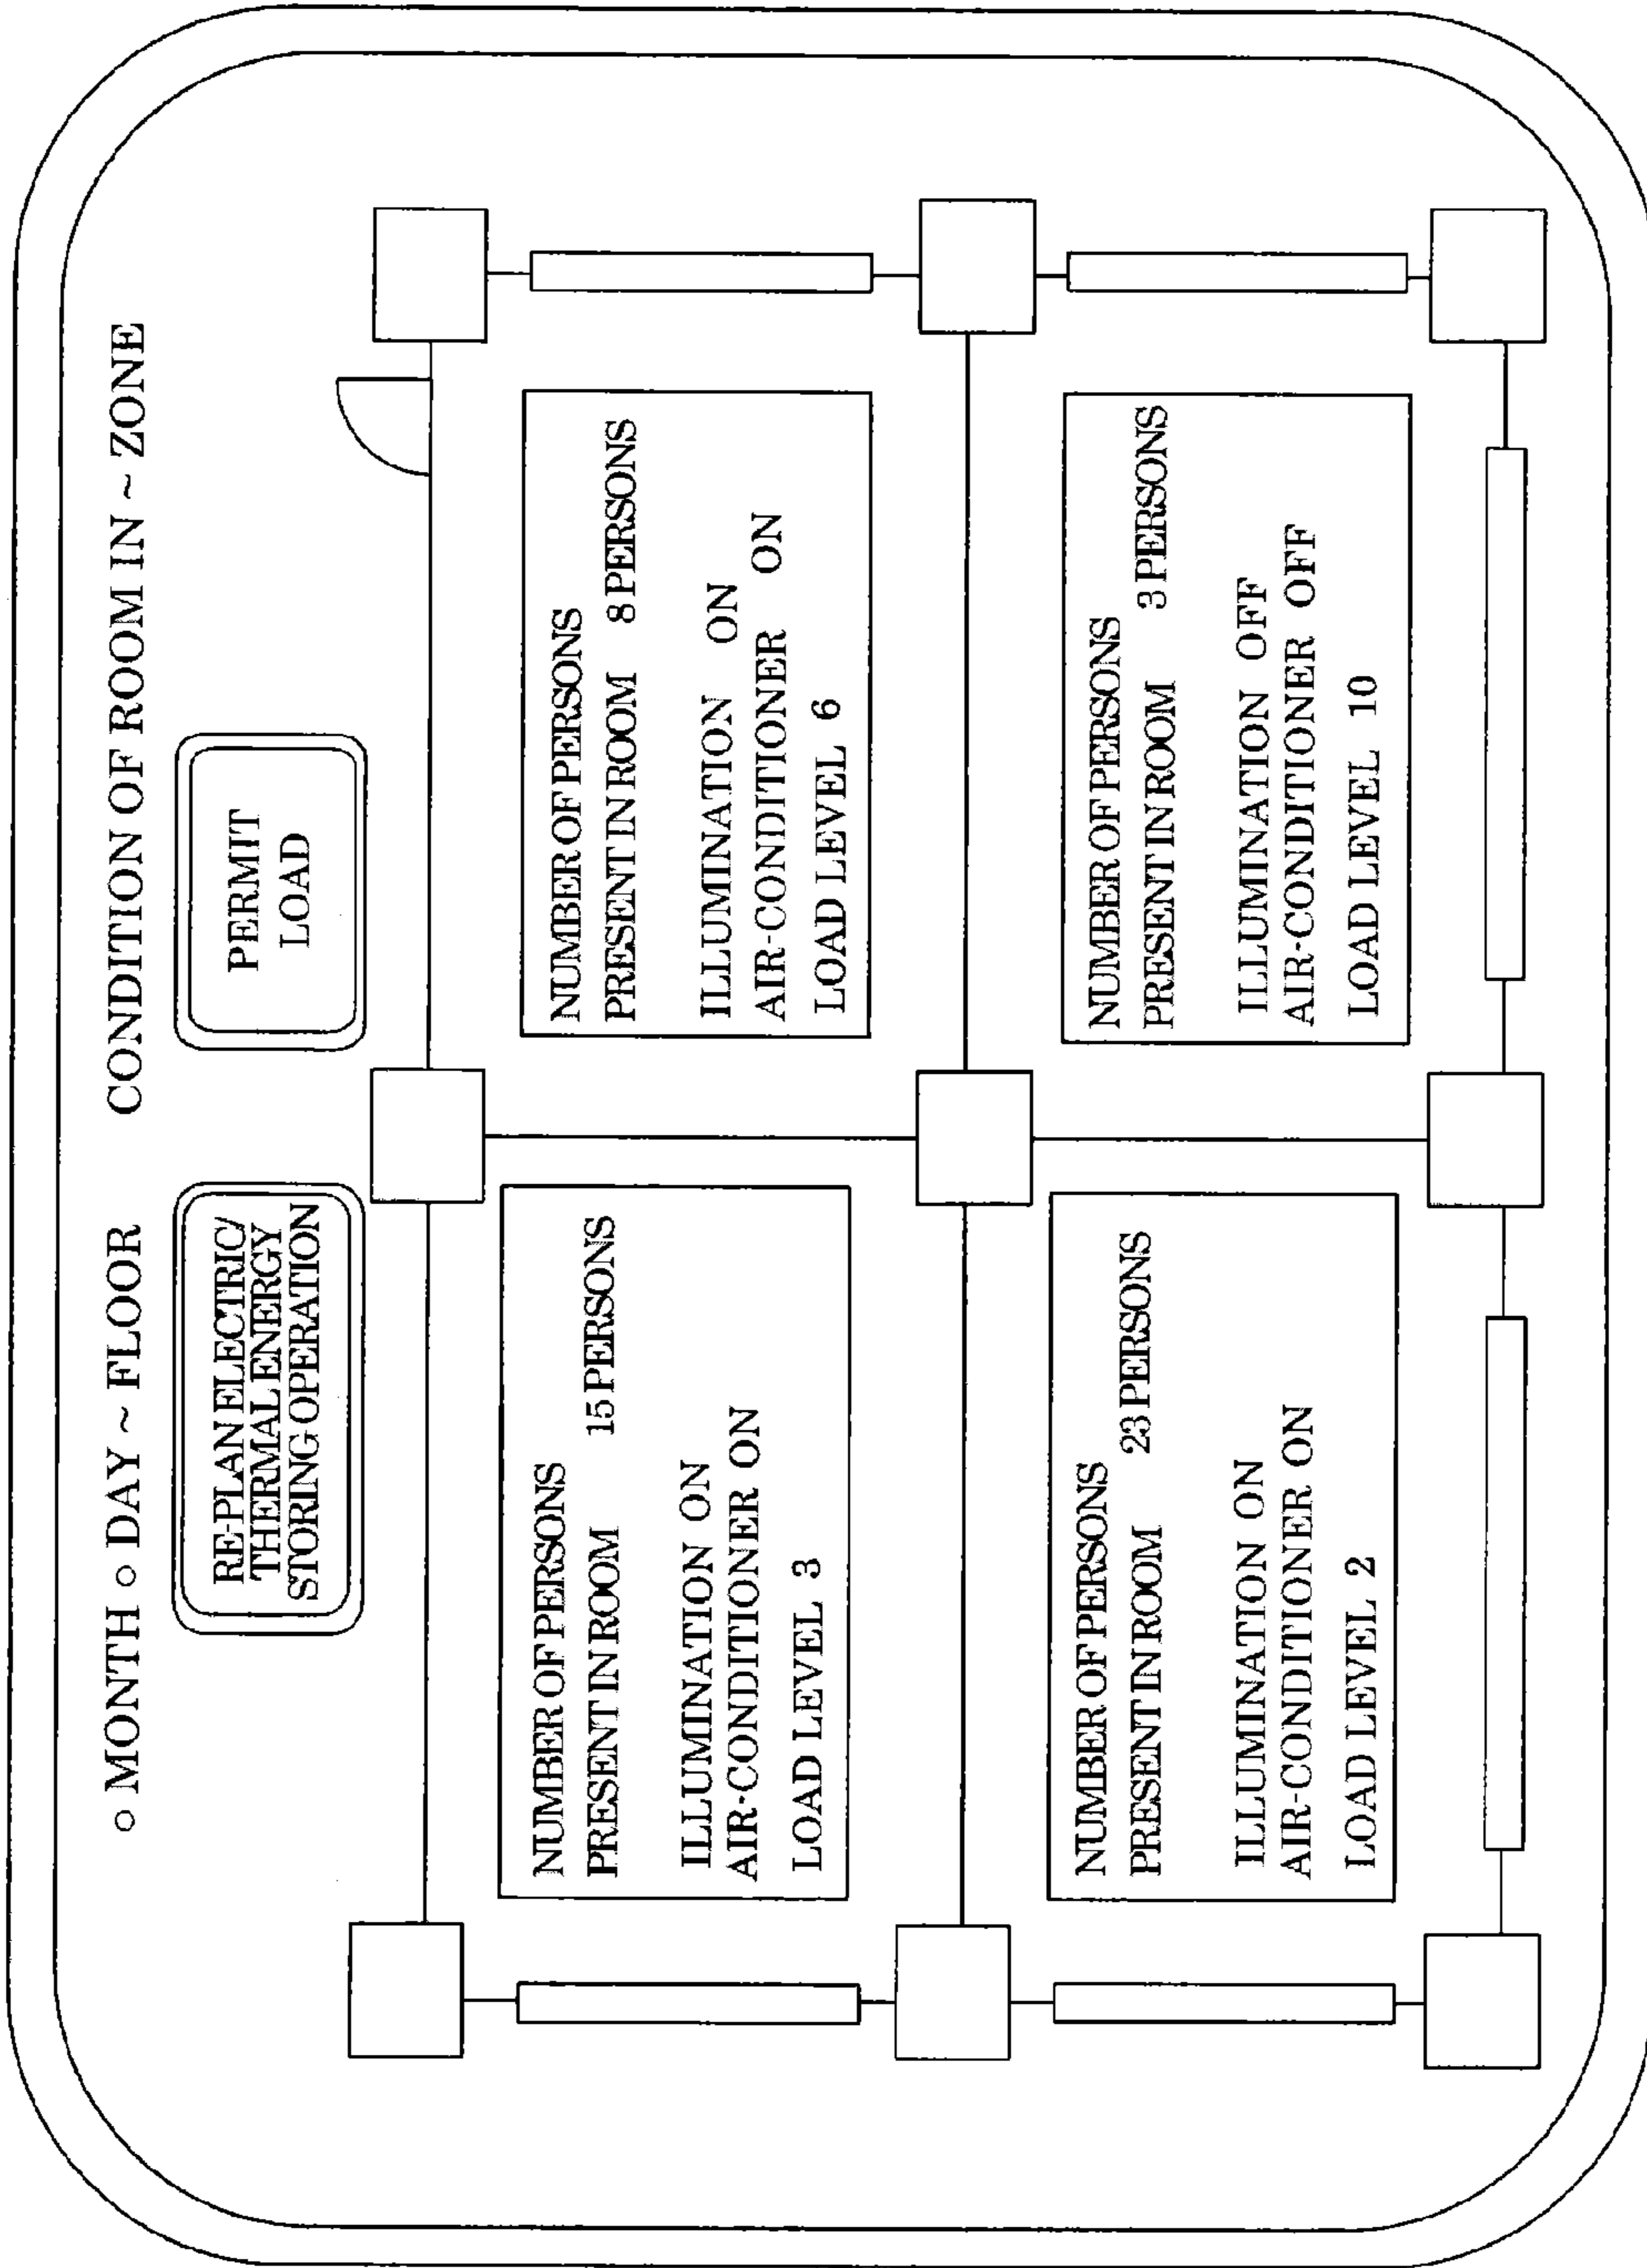 ○ MONTH ○ DAY ~ FLOOR CONDITION OF ROOM IN ~ ZONE
RE-PLAN ELECTRIC/
THERMAL ENERGY
STORING OPERATION
PERMIT
LOAD
NUMBER OF PERSONS
PRESENT IN ROOM 15 PERSONS
ILLUMINATION ON
AIR-CONDITIONER ON
LOAD LEVEL 3
NUMBER OF PERSONS
PRESENT IN ROOM 8 PERSONS
ILLUMINATION ON
AIR-CONDITIONER ON
LOAD LEVEL 6
NUMBER OF PERSONS
PRESENT IN ROOM 23 PERSONS
ILLUMINATION ON
AIR-CONDITIONER ON
LOAD LEVEL 2
NUMBER OF PERSONS
PRESENT IN ROOM 3 PERSONS
ILLUMINATION OFF
AIR-CONDITIONER OFF
LOAD LEVEL 10